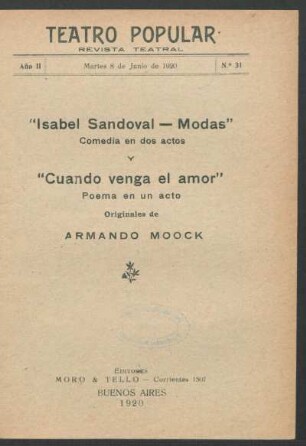 TEATRO POPULAR
REVISTA TEATRAL
Año II Martes 8 de Junio de 1920 N.º 31
"Isabel Sandoval — Modas"
Comedia en dos actos
Y
"Cuando venga el amor"
Poema en un acto
Originales de
ARMANDO MOOCK
EDITORES
MORO & TELLO — Corrientes
BUENOS AIRES
1920